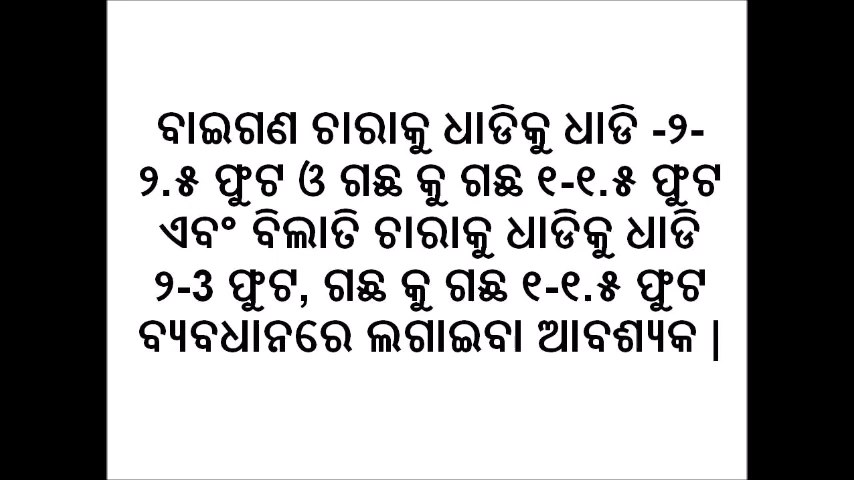 ବାଇଗଣ ଚାରାକୁ ଧାଡିକୁ ଧାଡି -୨-
୨.୫ ଫୁଟ ଓ ଗଛ କୁ ଗଛ ୧-୧.୫ ଫୁଟ
ଏବଂ ବିଲାତି ଚାରାକୁ ଧାଡିକୁ ଧାଡି
୨-3 ଫୁଟ, ଗଛ କୁ ଗଛ ୧-୧.୫ ଫୁଟ
ବ୍ୟବଧାନରେ ଲଗାଇବା ଆବଶ୍ୟକ |